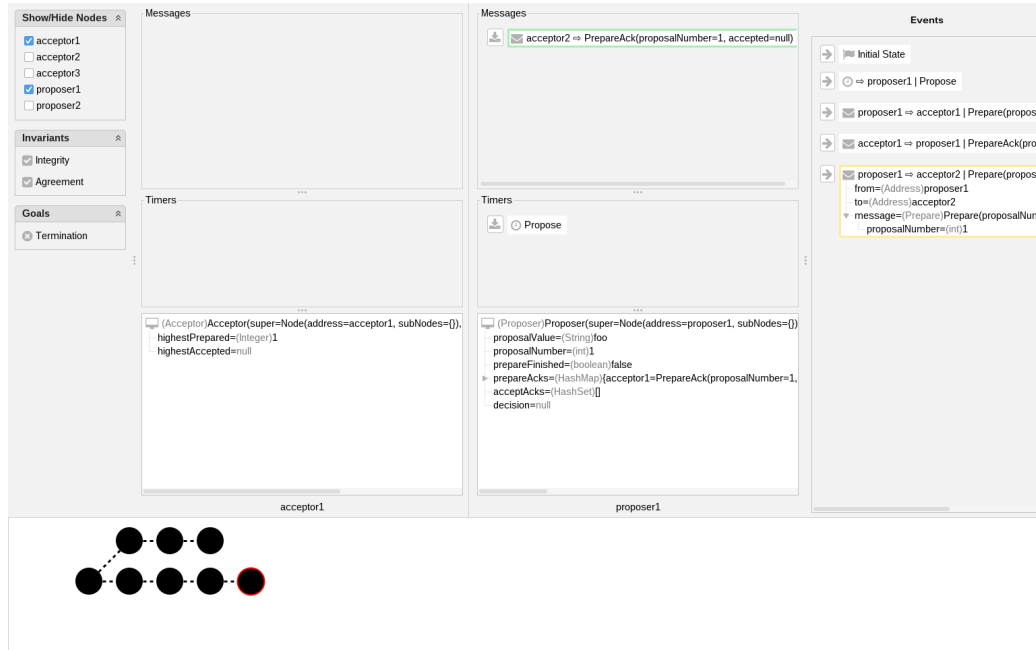 Show/Hide Nodes
acceptor1
acceptor2
acceptor3
proposer1
proposer2
Invariants
Integrity
Agreement
Goals
Termination
Messages
Timers
(Acceptor)Acceptor(super=Node(address=acceptor1, subNodes={}),
highestPrepared=(Integer)1
highestAccepted=null
acceptor1
Messages
acceptor2 ⇨ PrepareAck(proposalNumber=1, accepted=null)
Timers
Propose
(Proposer)Proposer(super=Node(address=proposer1, subNodes={})
proposalValue=(String)foo
proposalNumber=(int)1
prepareFinished=(boolean)false
prepareAcks=(HashMap){acceptor1=PrepareAck(proposalNumber=1,
acceptAcks=(HashSet)[]
decision=null
proposer1
Events
Initial State
⇨ proposer1 | Propose
proposer1 ⇨ acceptor1 | Prepare(propos
acceptor1 ⇨ proposer1 | PrepareAck(pro
proposer1 ⇨ acceptor2 | Prepare(propos
from=(Address)proposer1
to=(Address)acceptor2
message=(Prepare)Prepare(proposalNun
proposalNumber=(int)1